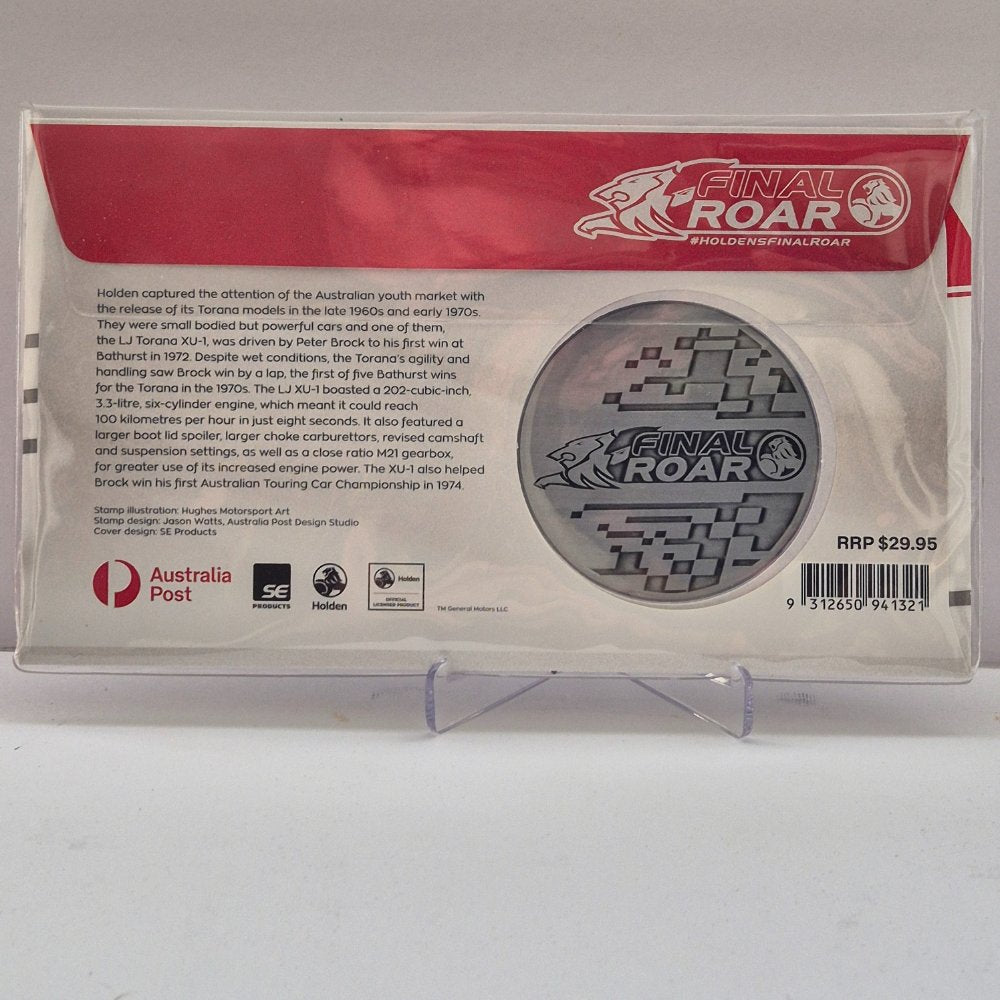 FINAL
ROAR
#HOLDENSFINALROAR
Holden captured the attention of the Australian youth market with
the release of its Torana models in the late 1960s and early 1970s.
They were small bodied but powerful cars and one of them,
the LJ Torana XU-1, was driven by Peter Brock to his first win at
Bathurst in 1972. Despite wet conditions, the Torana's agility and
handling saw Brock win by a lap, the first of five Bathurst wins
for the Torana in the 1970s. The LJ XU-1 boasted a 202-cubic-inch,
3.3-litre, six-cylinder engine, which meant it could reach
100 kilometres per hour in just eight seconds. It also featured a
larger boot lid spoiler, larger choke carburettors, revised camshaft
and suspension settings, as well as a close ratio M21 gearbox,
for greater use of its increased engine power. The XU-1 also helped
Brock win his first Australian Touring Car Championship in 1974.
Stamp illustration: Hughes Motorsport Art
Stamp design: Jason Watts, Australia Post Design Studio
Cover design: SE Products
FINAL
ROAR
Australia
Post
SE
PRODUCTS
Holden
Holden
OFFICIAL
LICENSED PRODUCT
TM General Motors LLC
RRP $29.95
9 312650 941321